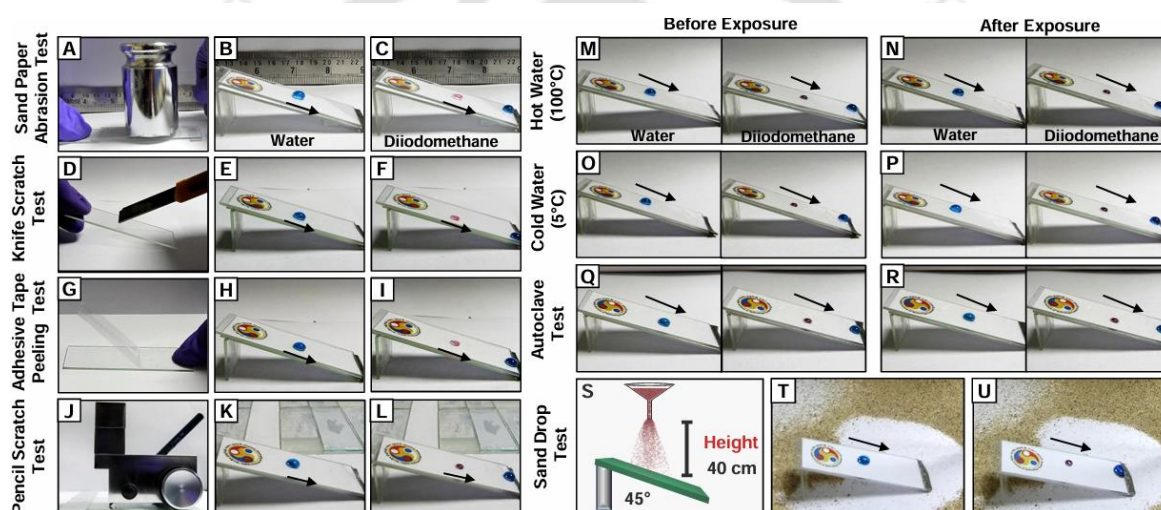 Before Exposure
After Exposure
Sand Paper
Abrasion Test
A
B
C
Water
Diiodomethane
Hot Water
(100°C)
M
N
Water
Diiodomethane
Water
Diiodomethane
Knife Scratch
Test
D
E
F
Cold Water
(5°C)
O
P
Adhesive Tape
Peeling Test
G
H
I
Autoclave
Test
Q
R
Pencil Scratch
Test
J
K
L
Sand Drop
Test
S
Height
40 cm
45°
T
U